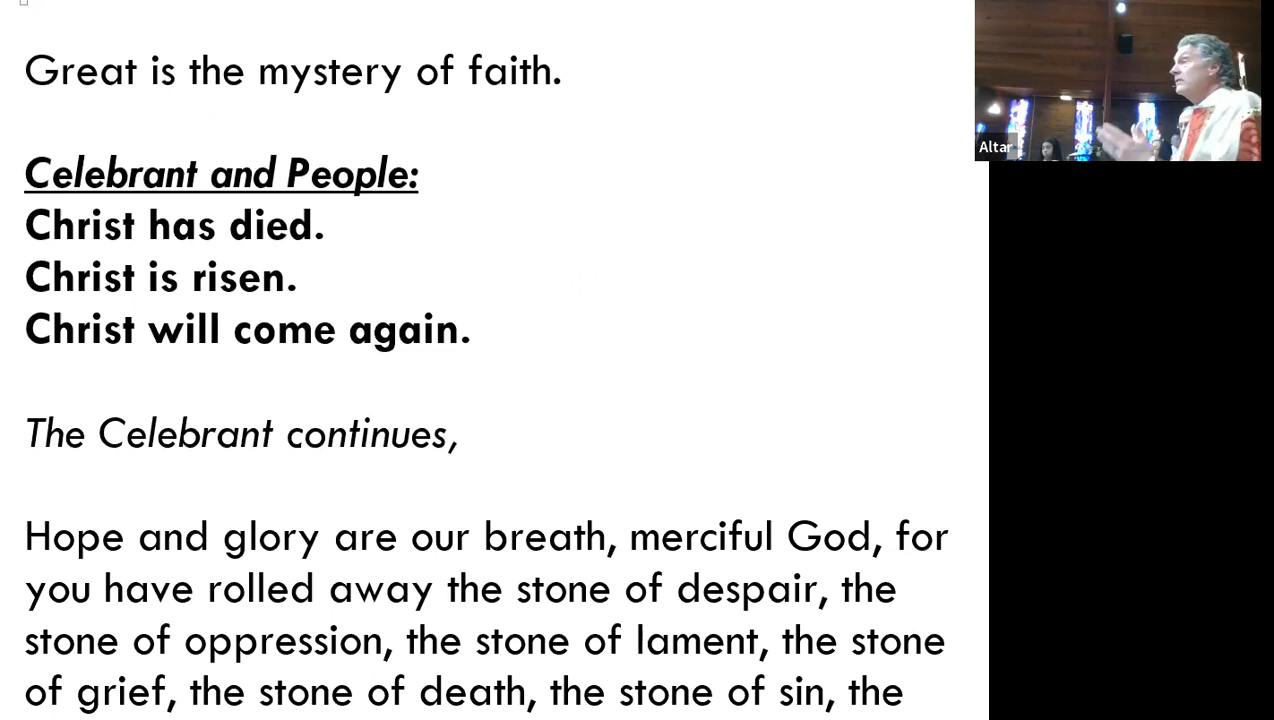 Great is the mystery of faith.
Celebrant and People:
Christ has died.
Christ is risen.
Christ will come again.
The Celebrant continues,
Hope and glory are our breath, merciful God, for
you have rolled away the stone of despair, the
stone of oppression, the stone of lament, the stone
of grief, the stone of death, the stone of sin, the
Altar